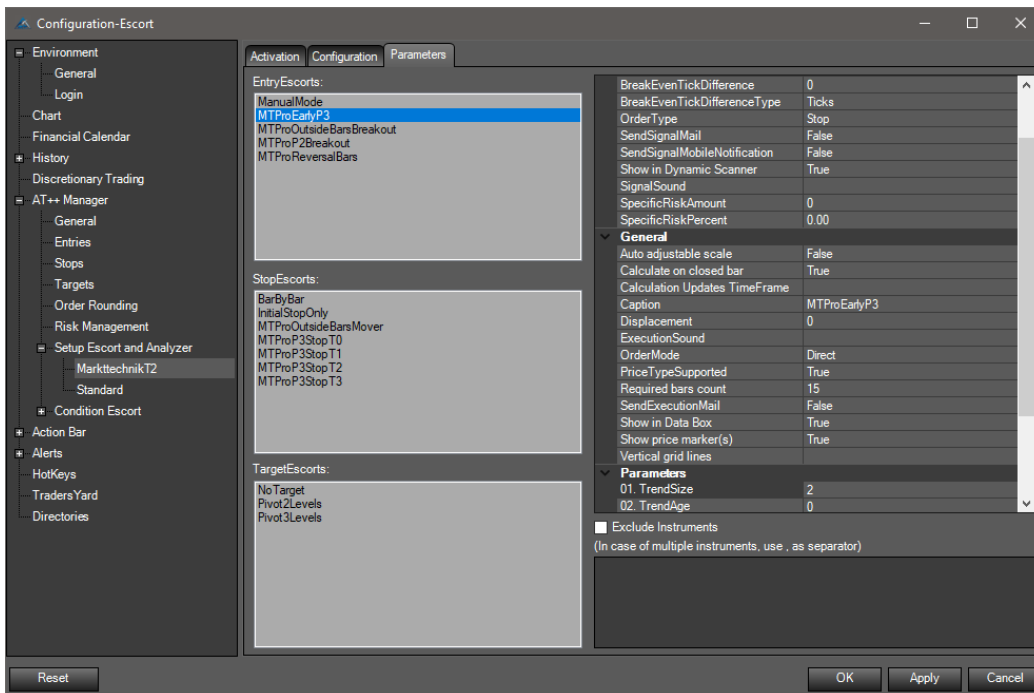 Configuration-Escort
Environment
General
Login
Chart
Financial Calendar
History
Discretionary Trading
AT++ Manager
General
Entries
Stops
Targets
Order Rounding
Risk Management
Setup Escort and Analyzer
MarkttechnikT2
Standard
Condition Escort
Action Bar
Alerts
HotKeys
TradersYard
Directories
Activation Configuration Parameters
EntryEscorts:
ManualMode
MTProEarlyP3
MTProOutsideBarsBreakout
MTProP2Breakout
MTProReversalBars
StopEscorts:
BarByBar
InitialStopOnly
MTProOutsideBarsMover
MTProP3StopT0
MTProP3StopT1
MTProP3StopT2
MTProP3StopT3
TargetEscorts:
NoTarget
Pivot2Levels
Pivot3Levels
BreakEvenTickDifference 0
BreakEvenTickDifferenceType Ticks
OrderType Stop
SendSignalMail False
SendSignalMobileNotification False
Show in Dynamic Scanner True
SignalSound
SpecificRiskAmount 0
SpecificRiskPercent 0.00
General
Auto adjustable scale False
Calculate on closed bar True
Calculation Updates TimeFrame
Caption MTProEarlyP3
Displacement 0
ExecutionSound
OrderMode Direct
PriceTypeSupported True
Required bars count 15
SendExecutionMail False
Show in Data Box True
Show price marker(s) True
Vertical grid lines
Parameters
01. TrendSize 2
02. TrendAge 0
Exclude Instruments
(In case of multiple instruments, use , as separator)
Reset OK Apply Cancel